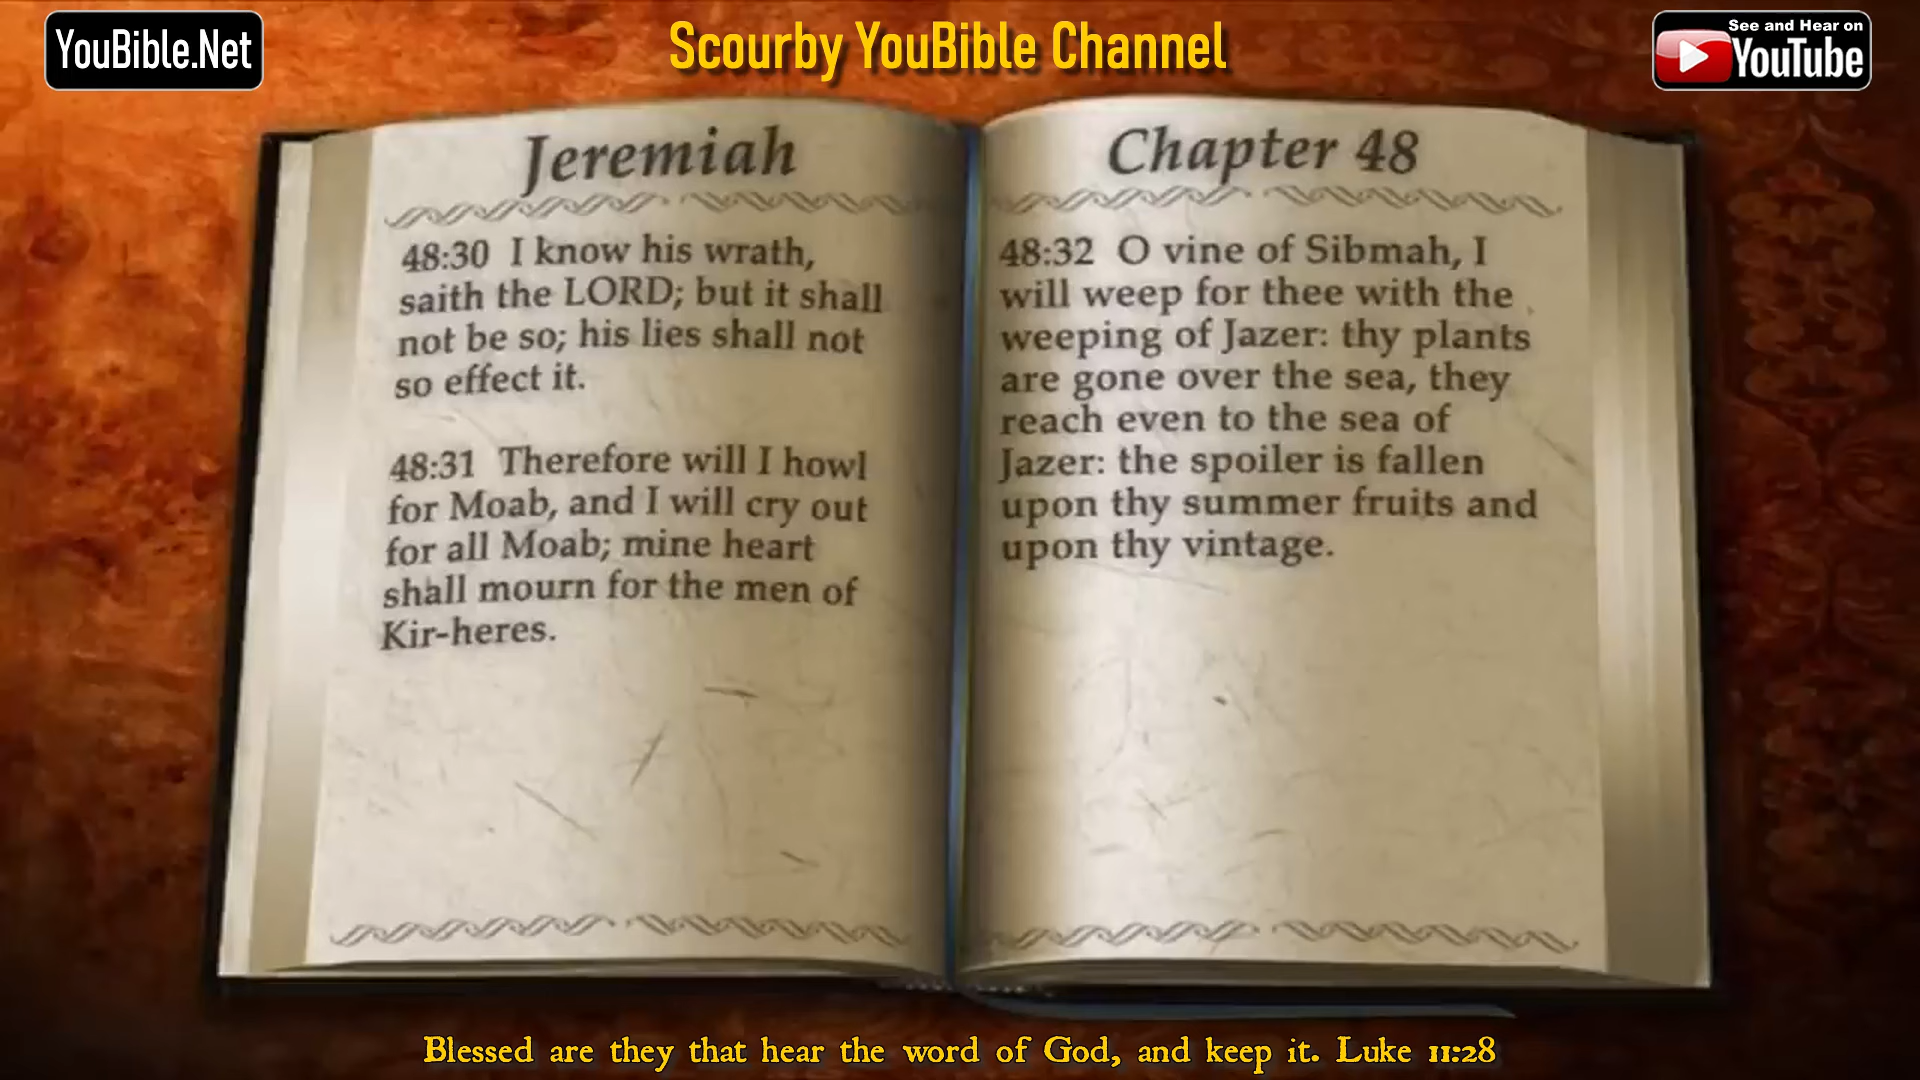 YouBible.Net
Scourby YouBible Channel
See and Hear on
YouTube
Jeremiah
48:30 I know his wrath,
saith the LORD; but it shall
not be so; his lies shall not
so effect it.
48:31 Therefore will I howl
for Moab, and I will cry out
for all Moab; mine heart
shall mourn for the men of
Kir-heres.
Chapter 48
48:32 O vine of Sibmah, I
will weep for thee with the
weeping of Jazer: thy plants
are gone over the sea, they
reach even to the sea of
Jazer: the spoiler is fallen
upon thy summer fruits and
upon thy vintage.
Blessed are they that hear the word of God, and keep it. Luke 11:28